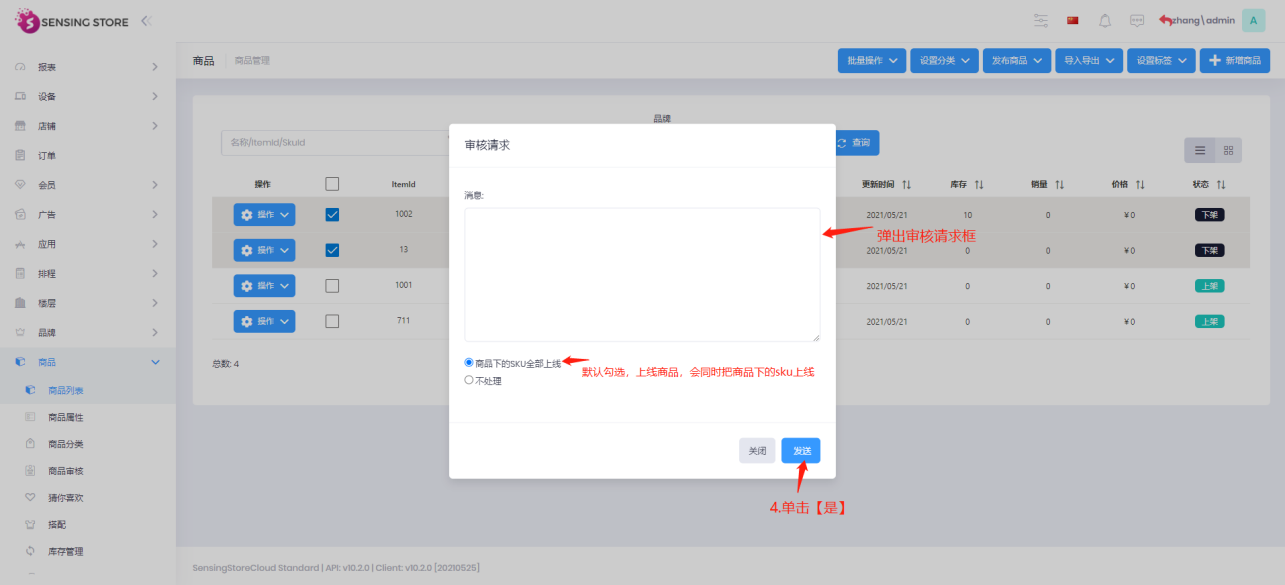 SENSING STORE
zhang\admin
A
报表
设备
店铺
订单
会员
广告
应用
排程
楼层
品牌
商品
商品列表
商品属性
商品分类
商品审核
猜你喜欢
搭配
库存管理
商品
商品管理
批量操作
设置分类
发布商品
导入导出
设置标签
新增商品
品牌
名称/ItemId/SkuId
查询
操作 ItemId 更新时间 库存 销量 价格 状态
操作 1002 2021/05/21 10 0 ¥0 下架
操作 13 2021/05/21 0 0 ¥0 下架
操作 1001 2021/05/21 0 0 ¥0 上架
操作 711 2021/05/21 0 0 ¥0 上架
总数: 4
审核请求
消息:
弹出审核请求框
商品下的SKU全部上线
默认勾选，上线商品，会同时把商品下的sku上线
不处理
关闭
发送
4.单击【是】
SensingStoreCloud Standard | API: v10.2.0 | Client: v10.2.0 [20210525]